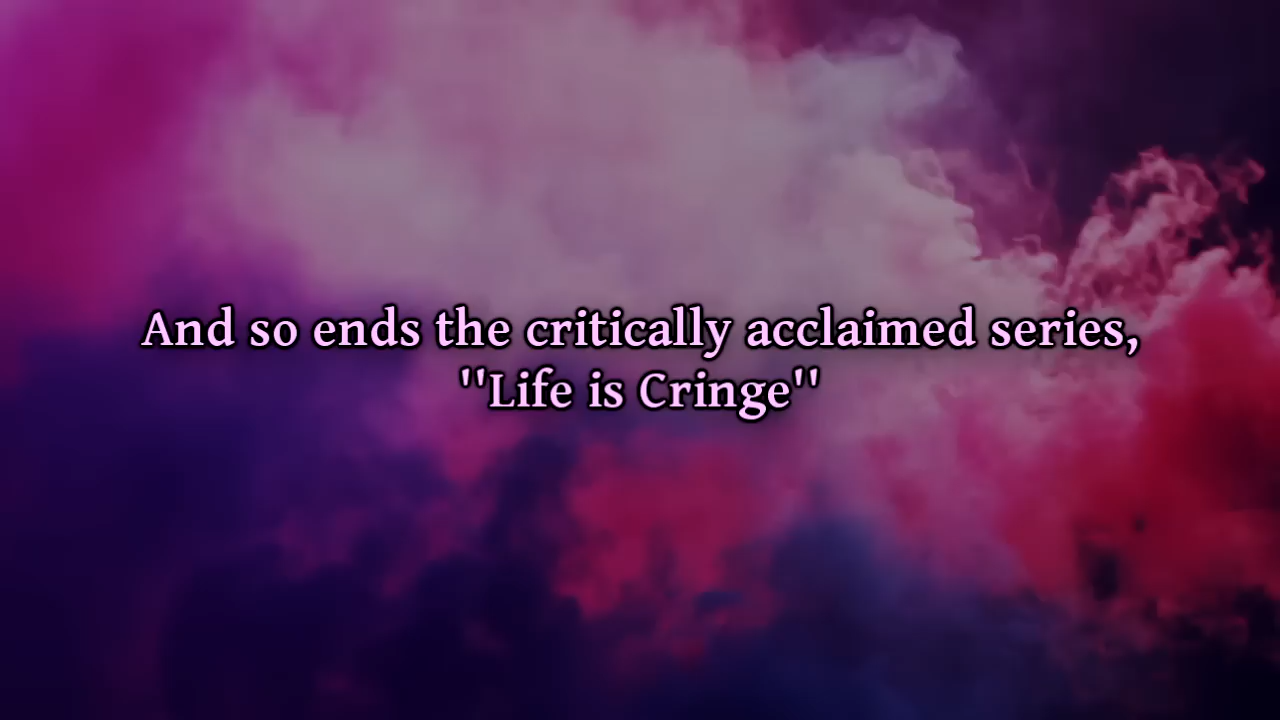 And so ends the critically acclaimed series,
''Life is Cringe''